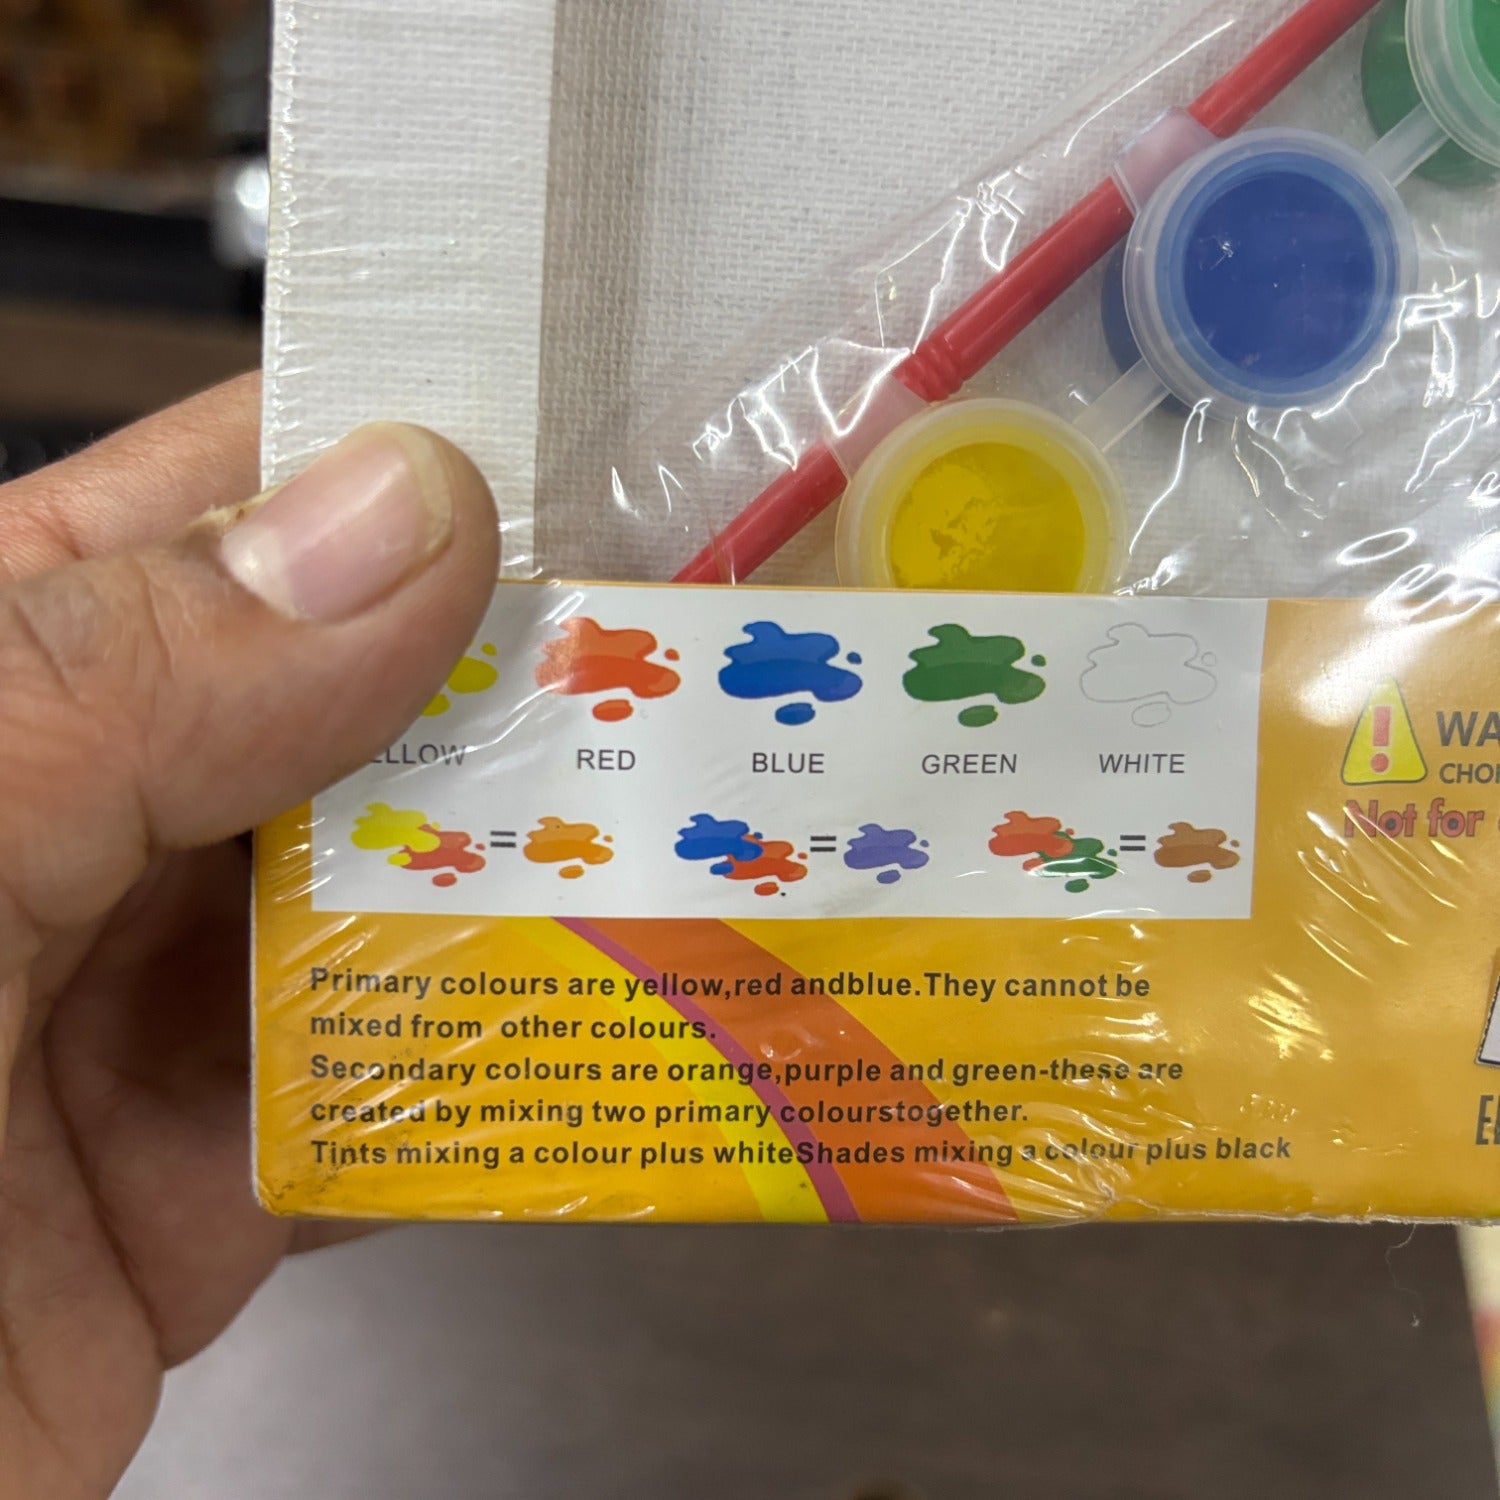 ELLOW RED BLUE GREEN WHITE
= = =
Primary colours are yellow,red andblue.They cannot be
mixed from other colours.
Secondary colours are orange,purple and green-these are
created by mixing two primary colourstogether.
Tints mixing a colour plus whiteShades mixing a colour plus black
WA
CHO
Not for